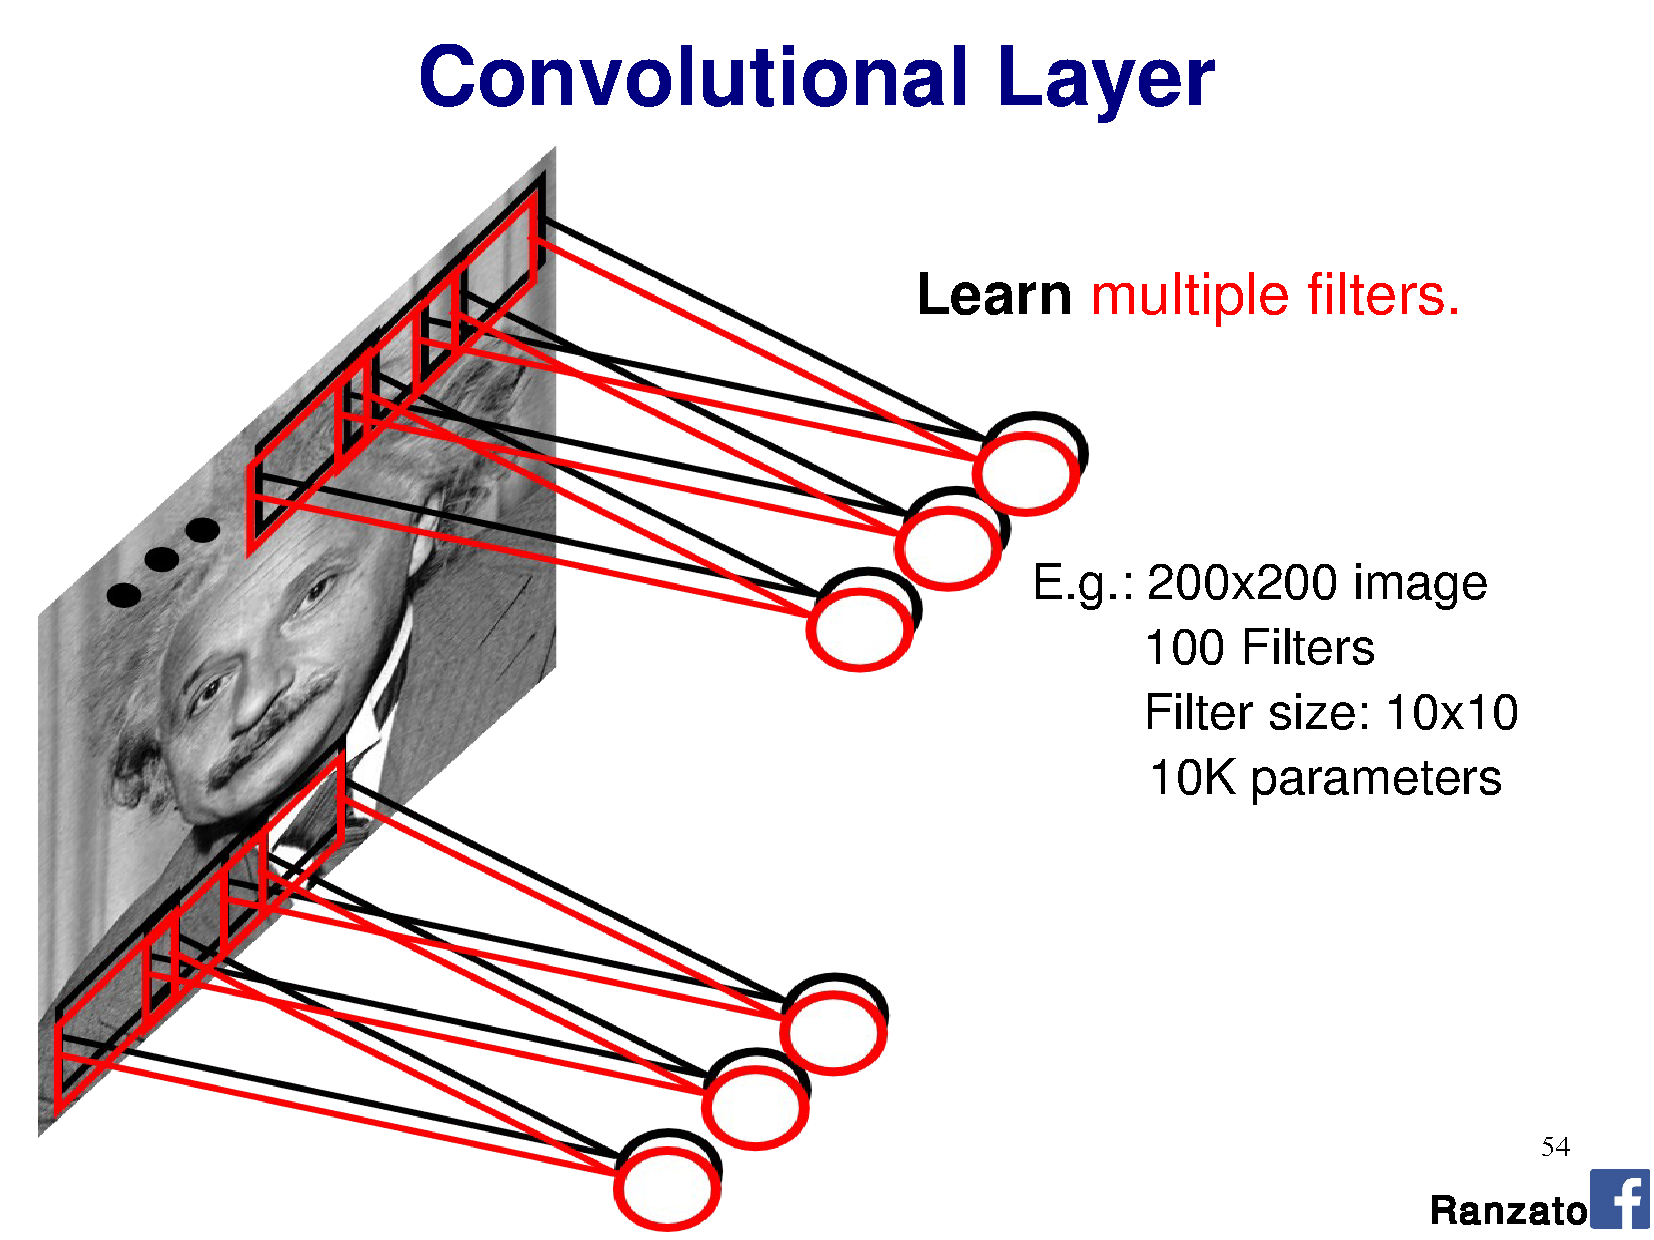 Convolutional Layer
Learn multiple filters.
E.g.: 200x200 image
100 Filters
Filter size: 10x10
10K parameters
54
Ranzato f